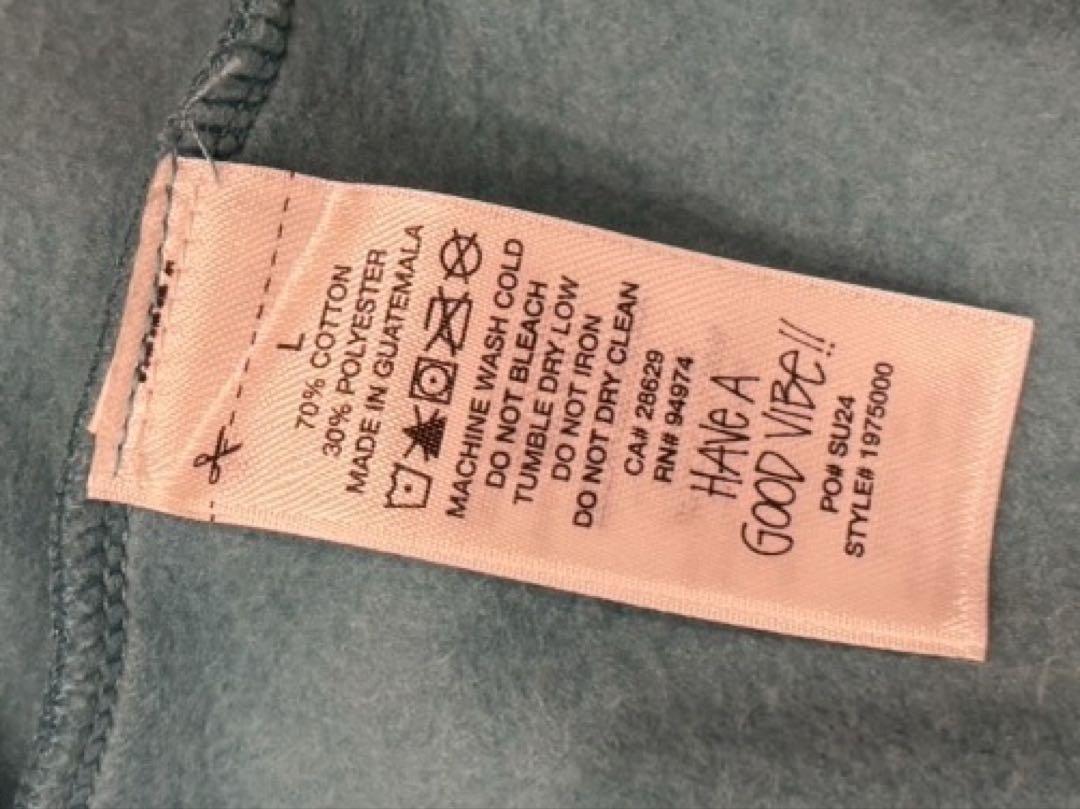 L
70% COTTON
30% POLYESTER
MADE IN GUATEMALA
MACHINE WASH COLD
DO NOT BLEACH
TUMBLE DRY LOW
DO NOT IRON
DO NOT DRY CLEAN
CA# 28629
RN# 94974
HAVE A
GOOD VIBE!!
PO# SU24
STYLE# 1975000